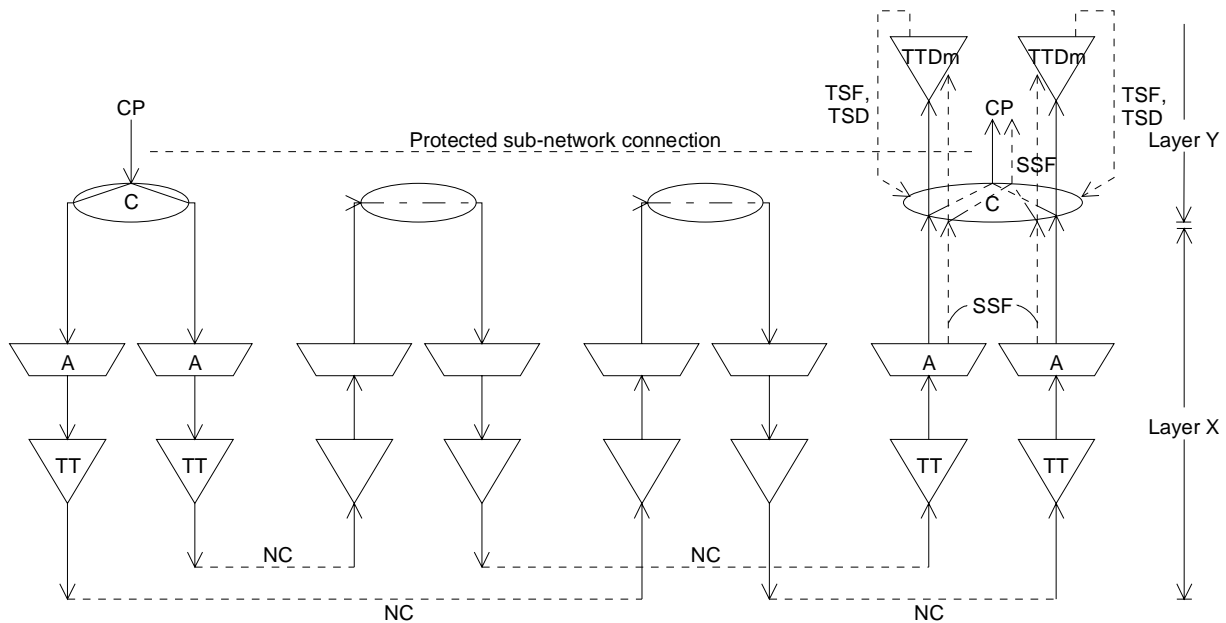 TTDm
TTDm
CP
TSF,
TSD
CP
TSF,
TSD
Protected sub-network connection
Layer Y
SSF
C
C
SSF
A
A
A
A
Layer X
TT
TT
TT
TT
NC
NC
NC
NC